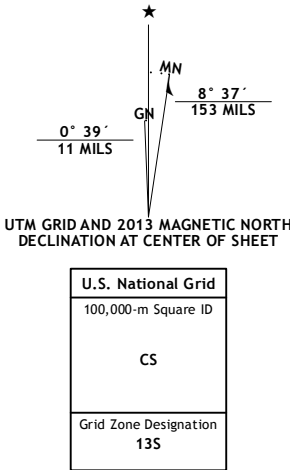 ★
MN
GN
8° 37´
153 MILS
0° 39´
11 MILS
UTM GRID AND 2013 MAGNETIC NORTH
DECLINATION AT CENTER OF SHEET
U.S. National Grid
100,000-m Square ID
CS
Grid Zone Designation
13S